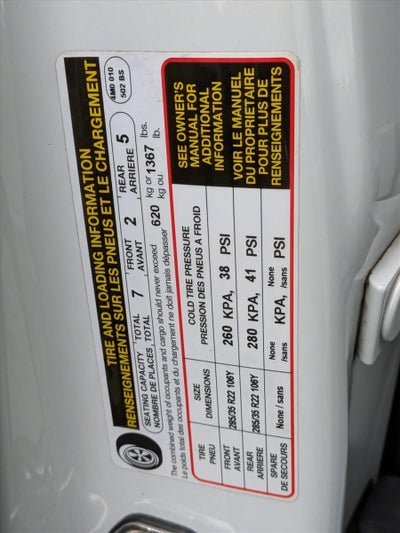 TIRE AND LOADING INFORMATION
RENSEIGNEMENTS SUR LES PNEUS ET LE CHARGEMENT
4M0 010
502 BS
SEATING CAPACITY TOTAL 7 FRONT 2 REAR 5
NOMBRE DE PLACES TOTAL AVANT ARRIÈRE
The combined weight of occupants and cargo should never exceed 620 kg or 1367 lbs.
Le poids total des occupants et du chargement ne doit jamais dépasser kg ou lb.
TIRE SIZE COLD TIRE PRESSURE
PNEU DIMENSIONS PRESSION DES PNEUS A FROID
FRONT 285/35 R22 106Y 260 KPA, 38 PSI
AVANT
REAR 285/35 R22 106Y 280 KPA, 41 PSI
ARRIERE
SPARE None / sans None /sans KPA, None /sans PSI
DE SECOURS
SEE OWNER'S
MANUAL FOR
ADDITIONAL
INFORMATION
VOIR LE MANUEL
DU PROPRIETAIRE
POUR PLUS DE
RENSEIGNEMENTS